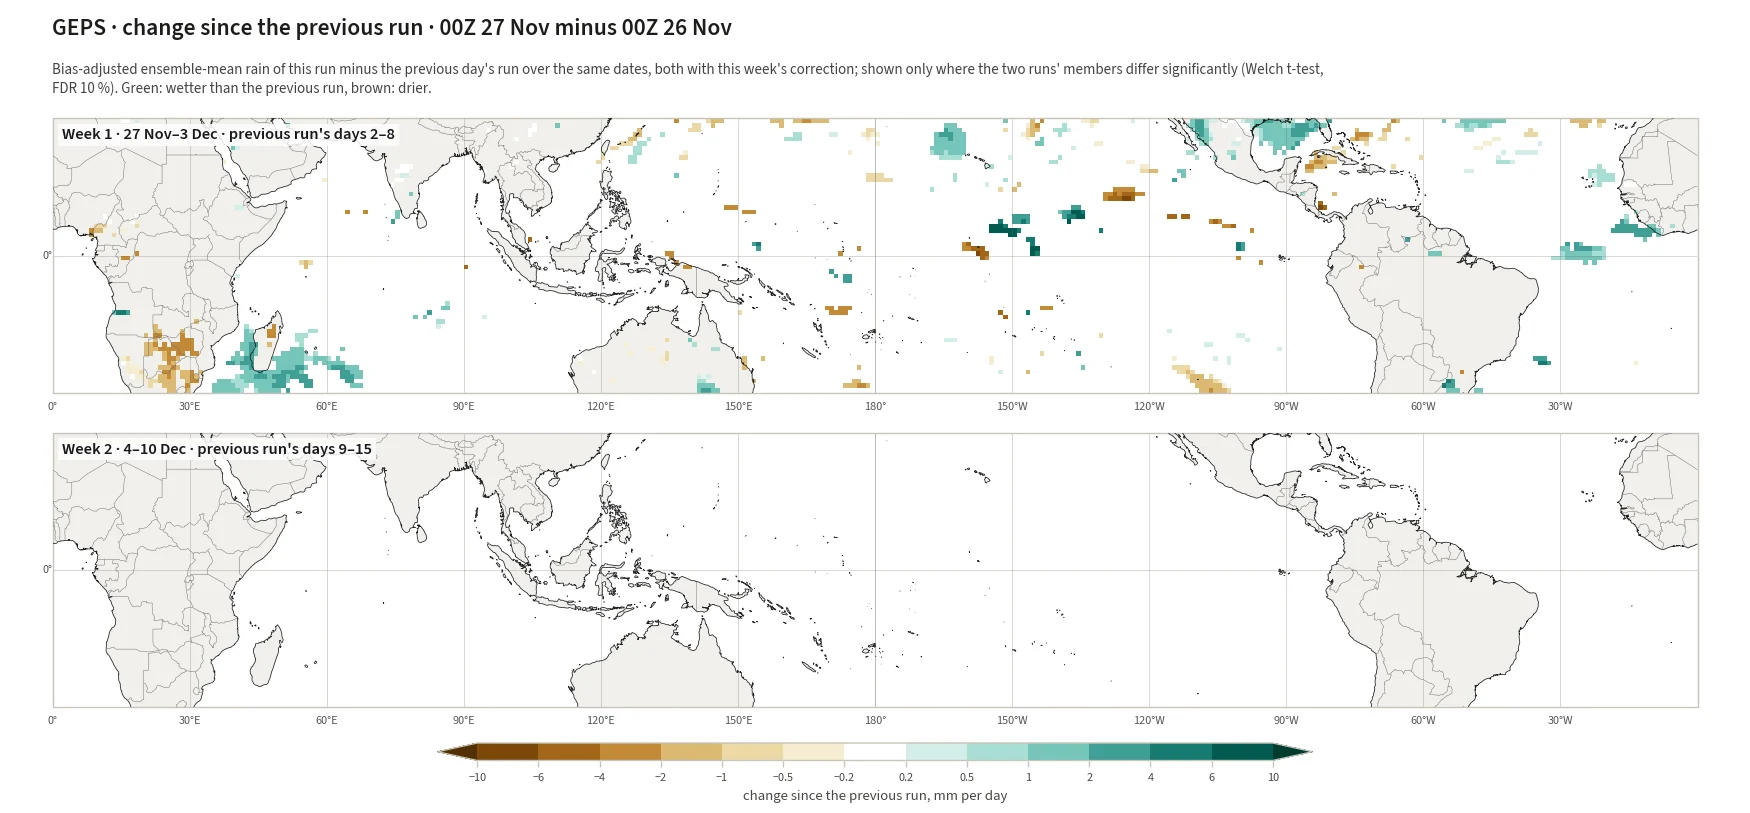 GEPS · change since the previous run · 00Z 27 Nov minus 00Z 26 Nov
Bias-adjusted ensemble-mean rain of this run minus the previous day's run over the same dates, both with this week's correction; shown only where the two runs' members differ significantly (Welch t-test,
FDR 10 %). Green: wetter than the previous run, brown: drier.
Week 1 · 27 Nov–3 Dec · previous run's days 2–8
0°
0° 30°E 60°E 90°E 120°E 150°E 180° 150°W 120°W 90°W 60°W 30°W
Week 2 · 4–10 Dec · previous run's days 9–15
0°
0° 30°E 60°E 90°E 120°E 150°E 180° 150°W 120°W 90°W 60°W 30°W
−10 −6 −4 −2 −1 −0.5 −0.2 0.2 0.5 1 2 4 6 10
change since the previous run, mm per day